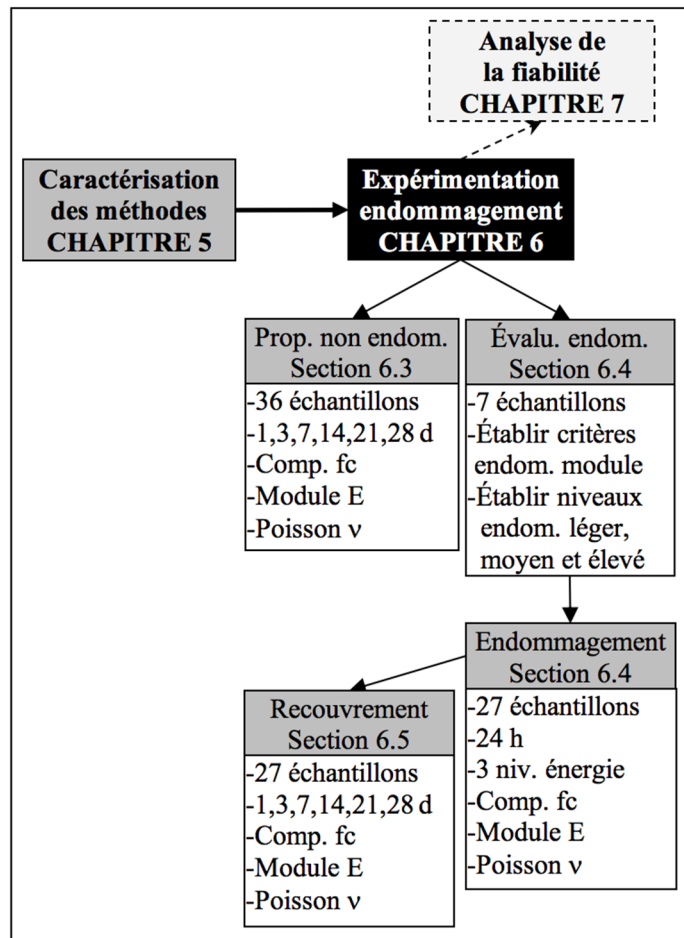 Analyse de
la fiabilité
CHAPITRE 7
Caractérisation
des méthodes
CHAPITRE 5
Expérimentation
endommagement
CHAPITRE 6
Prop. non endom.
Section 6.3
-36 échantillons
-1,3,7,14,21,28 d
-Comp. fc
-Module E
-Poisson ν
Évalu. endom.
Section 6.4
-7 échantillons
-Établir critères
endom. module
-Établir niveaux
endom. léger,
moyen et élevé
Endommagement
Section 6.4
-27 échantillons
-24 h
-3 niv. énergie
-Comp. fc
-Module E
-Poisson ν
Recouvrement
Section 6.5
-27 échantillons
-1,3,7,14,21,28 d
-Comp. fc
-Module E
-Poisson ν